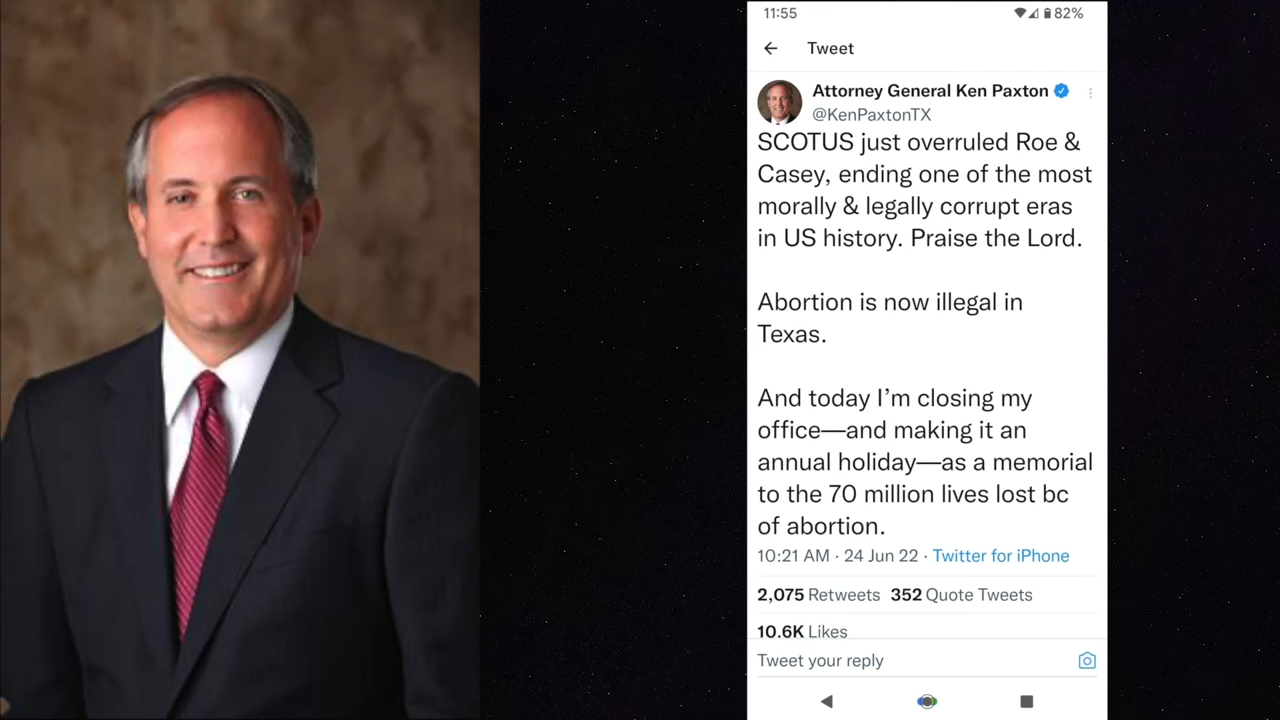 11:55 82%
Tweet
Attorney General Ken Paxton
@KenPaxtonTX
SCOTUS just overruled Roe &
Casey, ending one of the most
morally & legally corrupt eras
in US history. Praise the Lord.
Abortion is now illegal in
Texas.
And today I’m closing my
office—and making it an
annual holiday—as a memorial
to the 70 million lives lost bc
of abortion.
10:21 AM · 24 Jun 22 · Twitter for iPhone
2,075 Retweets 352 Quote Tweets
10.6K Likes
Tweet your reply